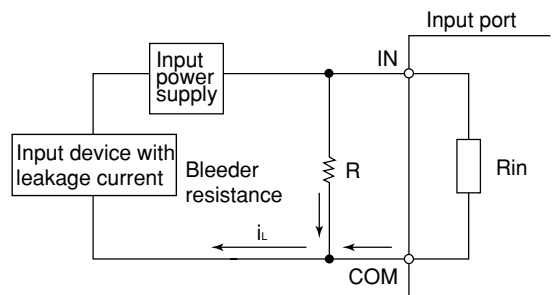 Input port
Input
power
supply
IN
Input device with
leakage current
Bleeder
resistance
R
Rin
iL
COM